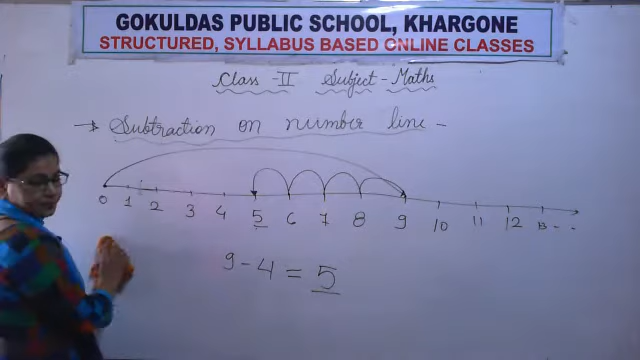 GOKULDAS PUBLIC SCHOOL, KHARGONE
STRUCTURED, SYLLABUS BASED ONLINE CLASSES
Class - II Subject - Maths
→ Subtraction on number line -
0 1 2 3 4 5 6 7 8 9 10 11 12 13 - -
9 - 4 = 5